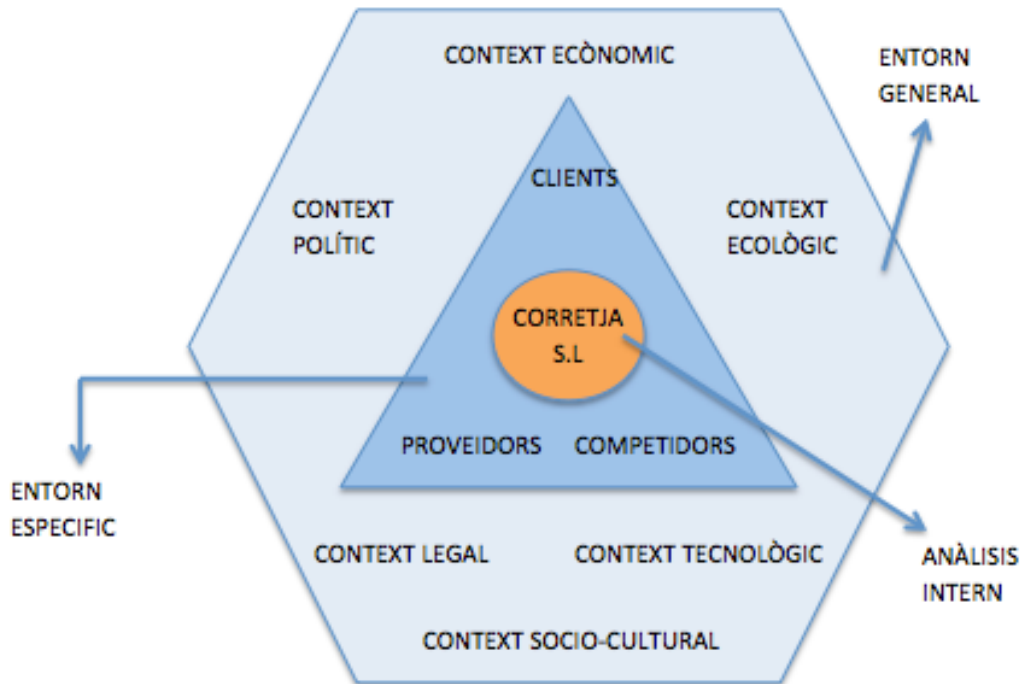 CONTEXT ECÒNOMIC
ENTORN
GENERAL
CLIENTS
CONTEXT
POLÍTIC
CONTEXT
ECOLÒGIC
CORRETJA
S.L
PROVEIDORS
COMPETIDORS
ENTORN
ESPECIFIC
CONTEXT LEGAL
CONTEXT TECNOLÒGIC
ANÀLISIS
INTERN
CONTEXT SOCIO-CULTURAL